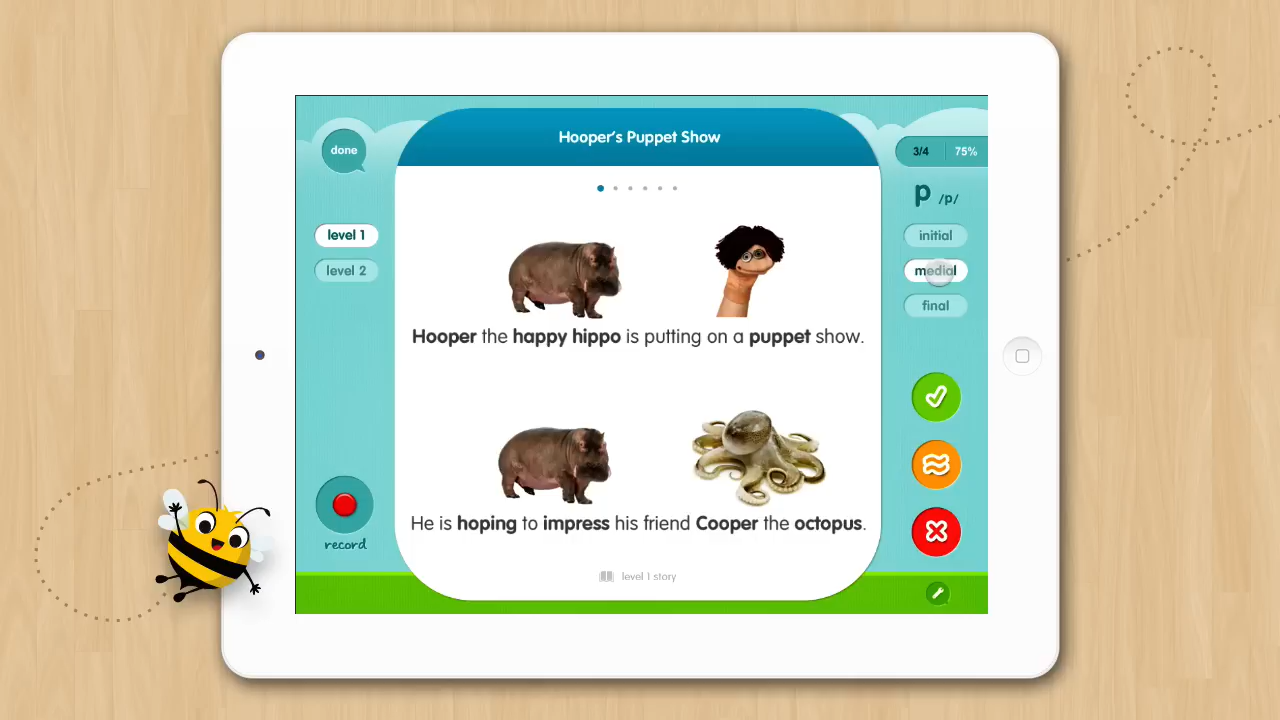 Hooper's Puppet Show
done
3/4 75%
p /p/
level 1
level 2
initial
medial
final
Hooper the happy hippo is putting on a puppet show.
He is hoping to impress his friend Cooper the octopus.
record
level 1 story